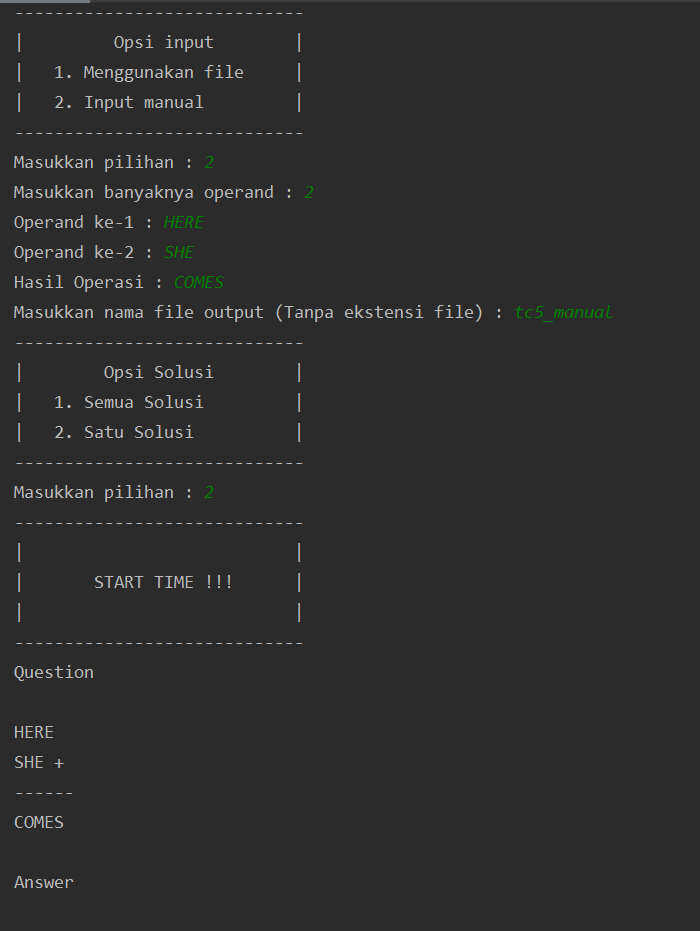 -----------------------------
|         Opsi input        |
|   1. Menggunakan file     |
|   2. Input manual         |
-----------------------------
Masukkan pilihan : 2
Masukkan banyaknya operand : 2
Operand ke-1 : HERE
Operand ke-2 : SHE
Hasil Operasi : COMES
Masukkan nama file output (Tanpa ekstensi file) : tc5_manual
-----------------------------
|        Opsi Solusi        |
|   1. Semua Solusi         |
|   2. Satu Solusi          |
-----------------------------
Masukkan pilihan : 2
-----------------------------
|                           |
|       START TIME !!!      |
|                           |
-----------------------------
Question

HERE
SHE +
------
COMES

Answer